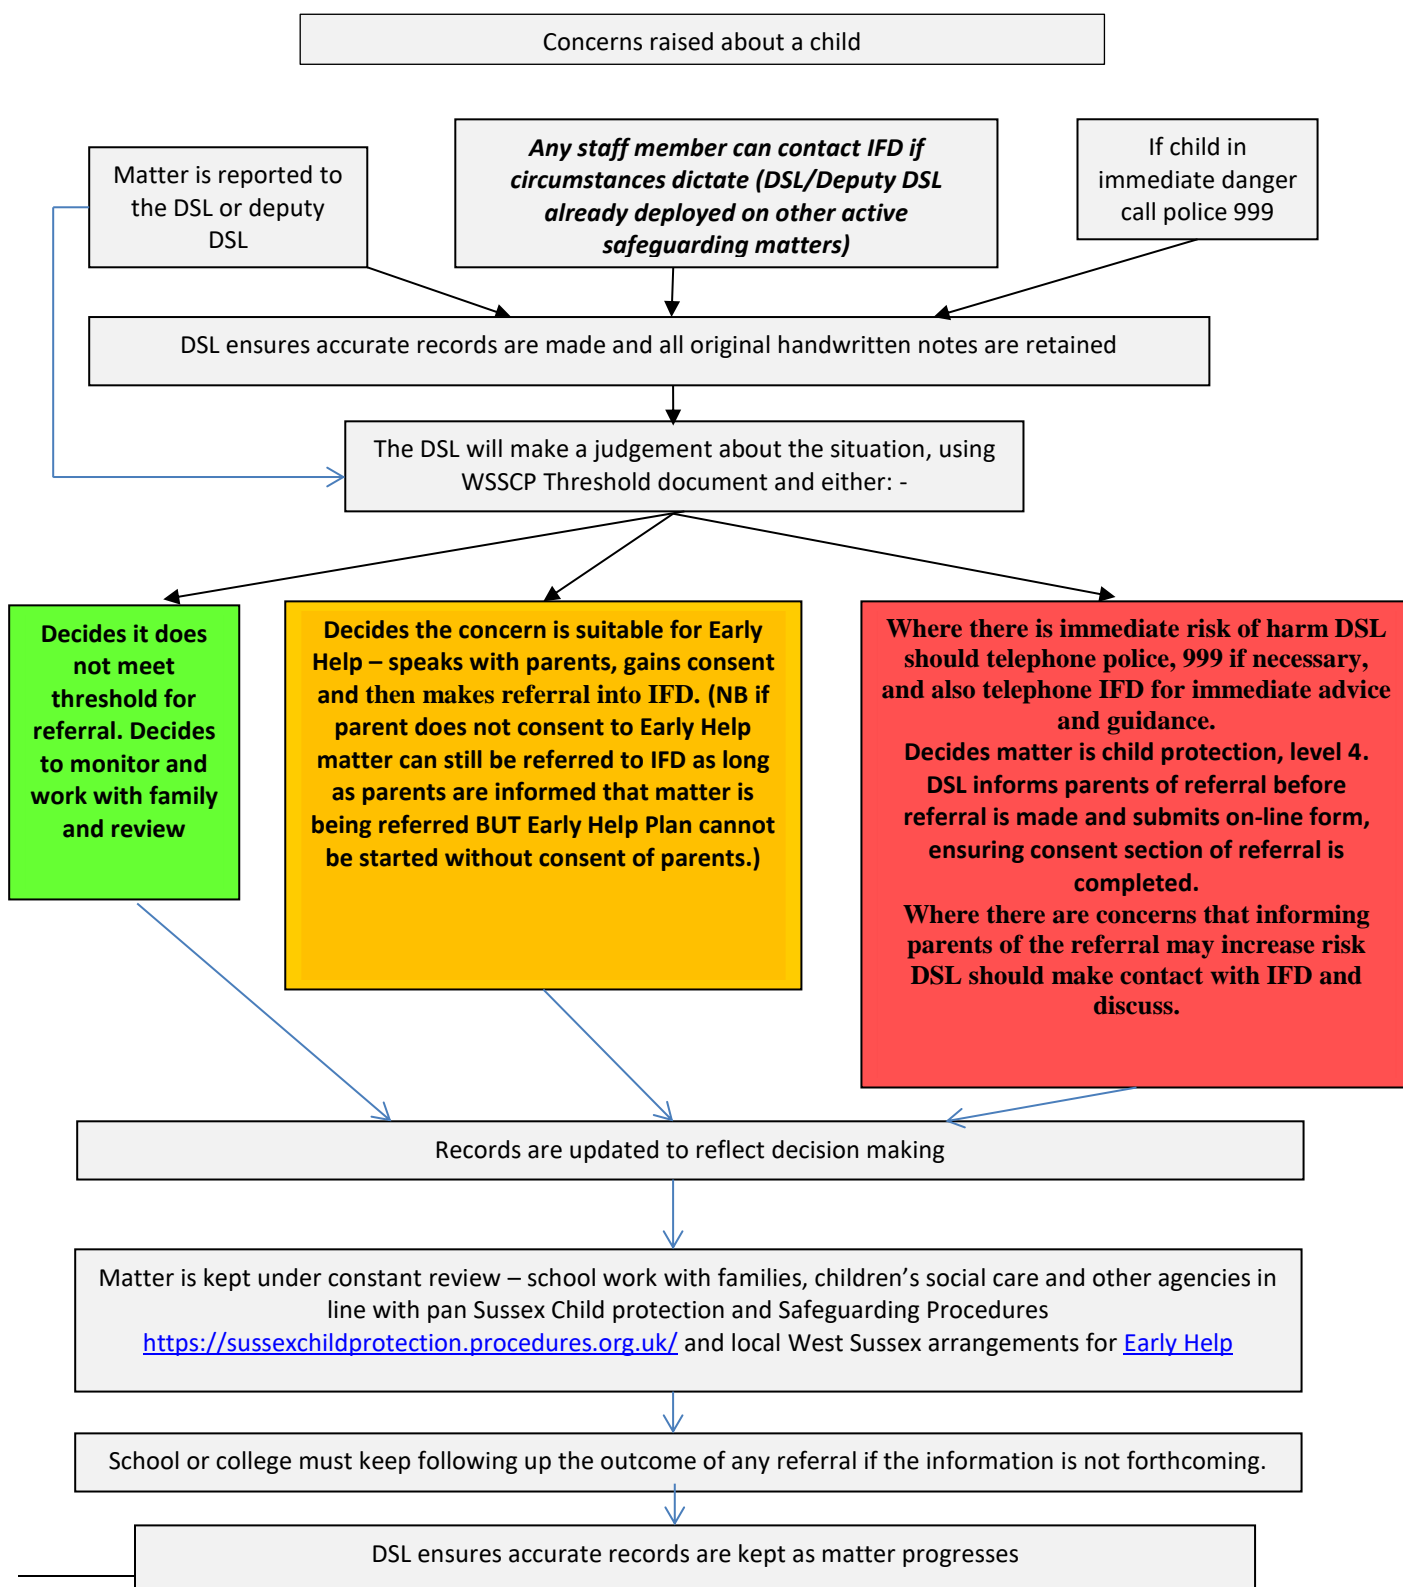 Concerns raised about a child
Matter is reported to
the DSL or deputy
DSL
Any staff member can contact IFD if
circumstances dictate (DSL/Deputy DSL
already deployed on other active
safeguarding matters)
If child in
immediate danger
call police 999
DSL ensures accurate records are made and all original handwritten notes are retained
The DSL will make a judgement about the situation, using
WSSCP Threshold document and either: -
Decides it does
not meet
threshold for
referral. Decides
to monitor and
work with family
and review
Decides the concern is suitable for Early
Help – speaks with parents, gains consent
and then makes referral into IFD. (NB if
parent does not consent to Early Help
matter can still be referred to IFD as long
as parents are informed that matter is
being referred BUT Early Help Plan cannot
be started without consent of parents.)
Where there is immediate risk of harm DSL
should telephone police, 999 if necessary,
and also telephone IFD for immediate advice
and guidance.
Decides matter is child protection, level 4.
DSL informs parents of referral before
referral is made and submits on-line form,
ensuring consent section of referral is
completed.
Where there are concerns that informing
parents of the referral may increase risk
DSL should make contact with IFD and
discuss.
Records are updated to reflect decision making
Matter is kept under constant review – school work with families, children’s social care and other agencies in
line with pan Sussex Child protection and Safeguarding Procedures
https://sussexchildprotection.procedures.org.uk/ and local West Sussex arrangements for Early Help
School or college must keep following up the outcome of any referral if the information is not forthcoming.
DSL ensures accurate records are kept as matter progresses